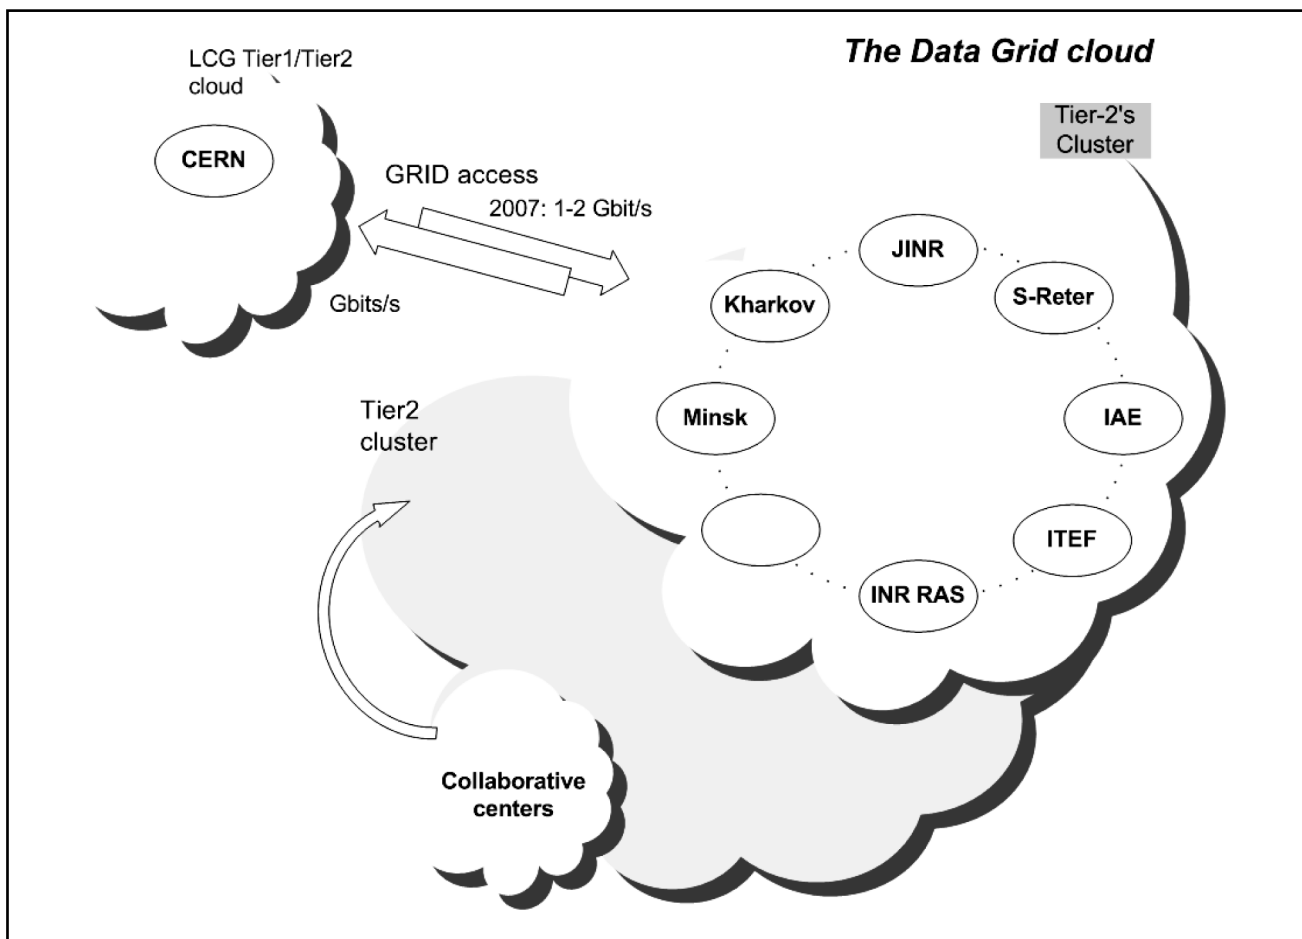 LCG Tier1/Tier2
cloud
The Data Grid cloud
Tier-2's
Cluster
CERN
GRID access
2007: 1-2 Gbit/s
Gbits/s
JINR
Kharkov
S-Reter
Minsk
IAE
Tier2
cluster
ITEF
INR RAS
Collaborative
centers